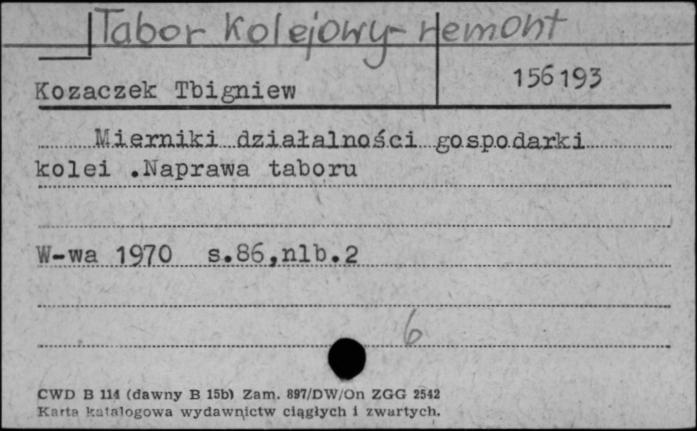 Tabor kolejowy - remont
Kozaczek Tbigniew 156193
Mierniki działalności gospodarki
kolei .Naprawa taboru
W-wa 1970 s.86,nlb.2
6
CWD B 114 (dawny B 15b) Zam. 897/DW/On ZGG 2542
Karta katalogowa wydawnictw ciągłych i zwartych.